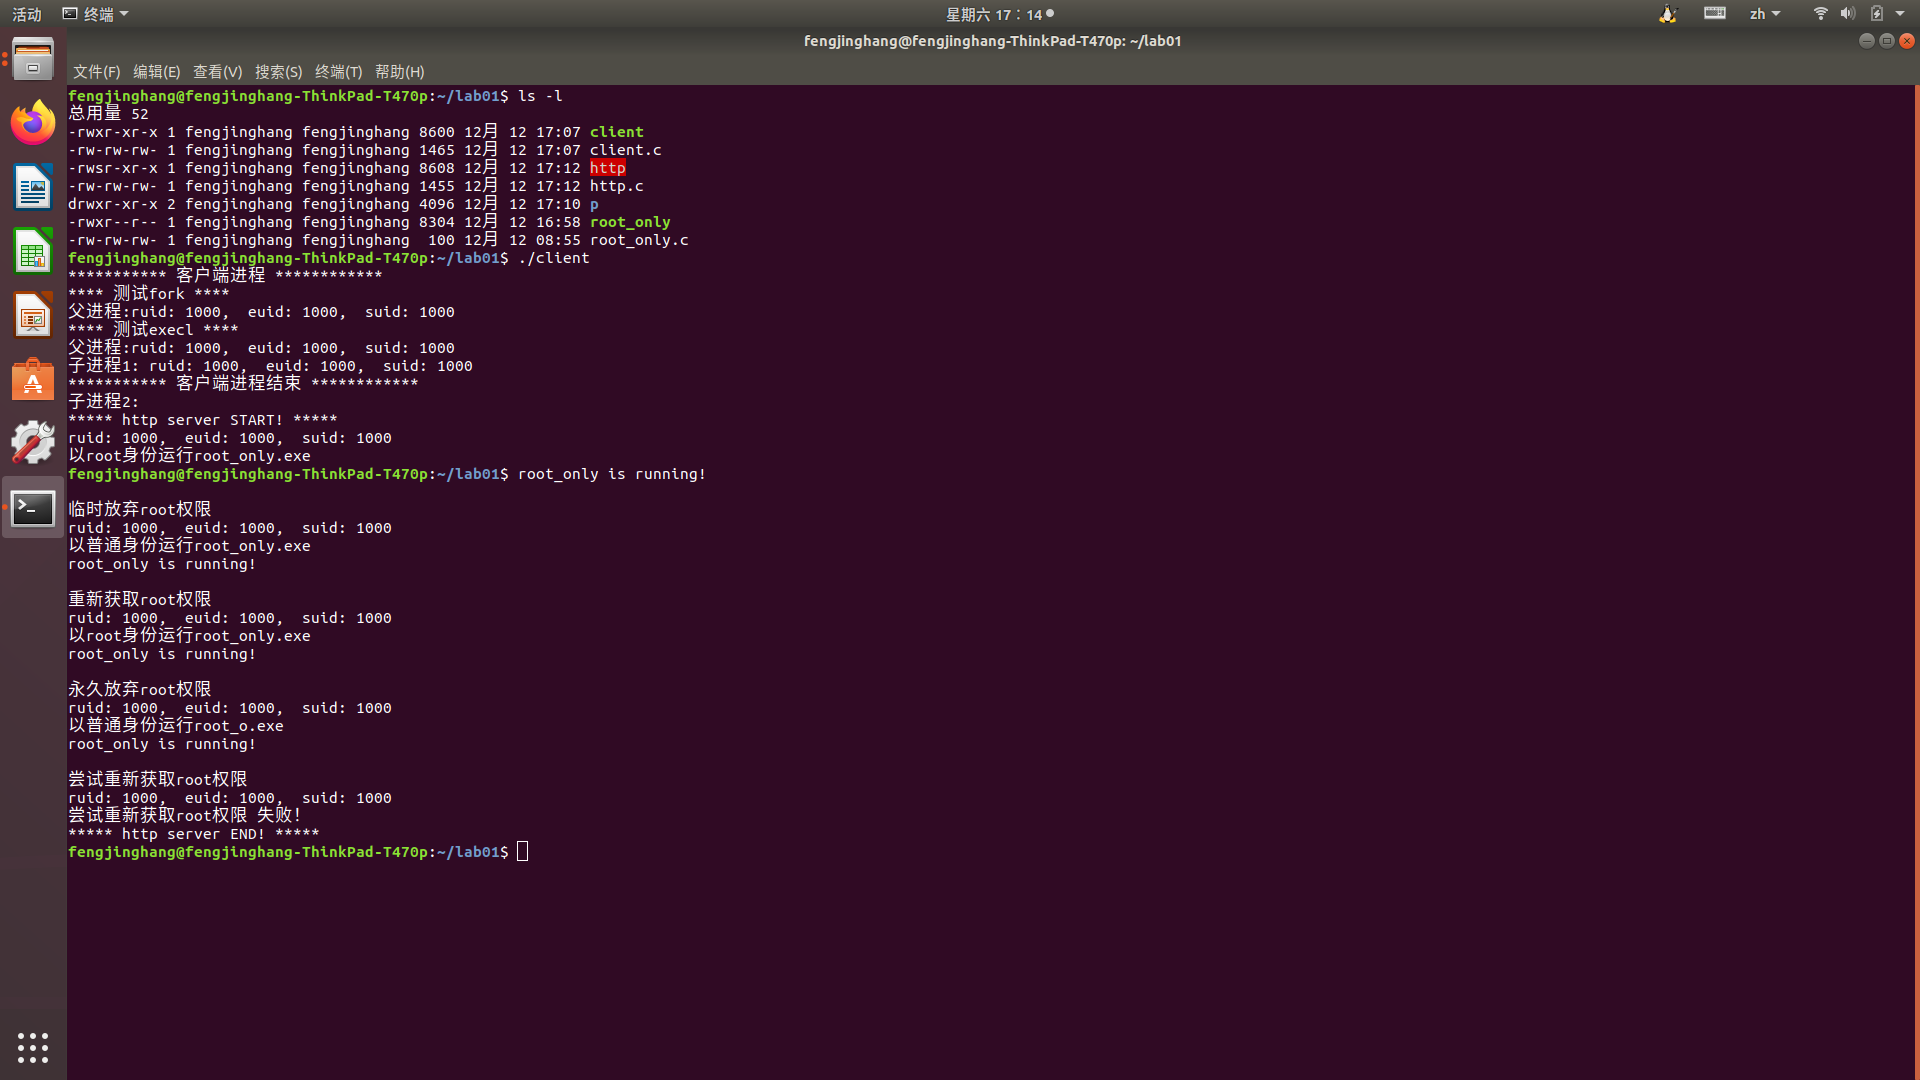 活动 终端 星期六 17：14 zh
fengjinghang@fengjinghang-ThinkPad-T470p: ~/lab01
文件(F) 编辑(E) 查看(V) 搜索(S) 终端(T) 帮助(H)
fengjinghang@fengjinghang-ThinkPad-T470p:~/lab01$ ls -l
总用量 52
-rwxr-xr-x 1 fengjinghang fengjinghang 8600 12月 12 17:07 client
-rw-rw-rw- 1 fengjinghang fengjinghang 1465 12月 12 17:07 client.c
-rwsr-xr-x 1 fengjinghang fengjinghang 8608 12月 12 17:12 http
-rw-rw-rw- 1 fengjinghang fengjinghang 1455 12月 12 17:12 http.c
drwxr-xr-x 2 fengjinghang fengjinghang 4096 12月 12 17:10 p
-rwxr--r-- 1 fengjinghang fengjinghang 8304 12月 12 16:58 root_only
-rw-rw-rw- 1 fengjinghang fengjinghang  100 12月 12 08:55 root_only.c
fengjinghang@fengjinghang-ThinkPad-T470p:~/lab01$ ./client
*********** 客户端进程 ************
**** 测试fork ****
父进程:ruid: 1000,  euid: 1000,  suid: 1000
**** 测试execl ****
父进程:ruid: 1000,  euid: 1000,  suid: 1000
子进程1: ruid: 1000,  euid: 1000,  suid: 1000
*********** 客户端进程结束 ************
子进程2:
***** http server START! *****
ruid: 1000,  euid: 1000,  suid: 1000
以root身份运行root_only.exe
fengjinghang@fengjinghang-ThinkPad-T470p:~/lab01$ root_only is running!
临时放弃root权限
ruid: 1000,  euid: 1000,  suid: 1000
以普通身份运行root_only.exe
root_only is running!
重新获取root权限
ruid: 1000,  euid: 1000,  suid: 1000
以root身份运行root_only.exe
root_only is running!
永久放弃root权限
ruid: 1000,  euid: 1000,  suid: 1000
以普通身份运行root_o.exe
root_only is running!
尝试重新获取root权限
ruid: 1000,  euid: 1000,  suid: 1000
尝试重新获取root权限 失败!
***** http server END! *****
fengjinghang@fengjinghang-ThinkPad-T470p:~/lab01$